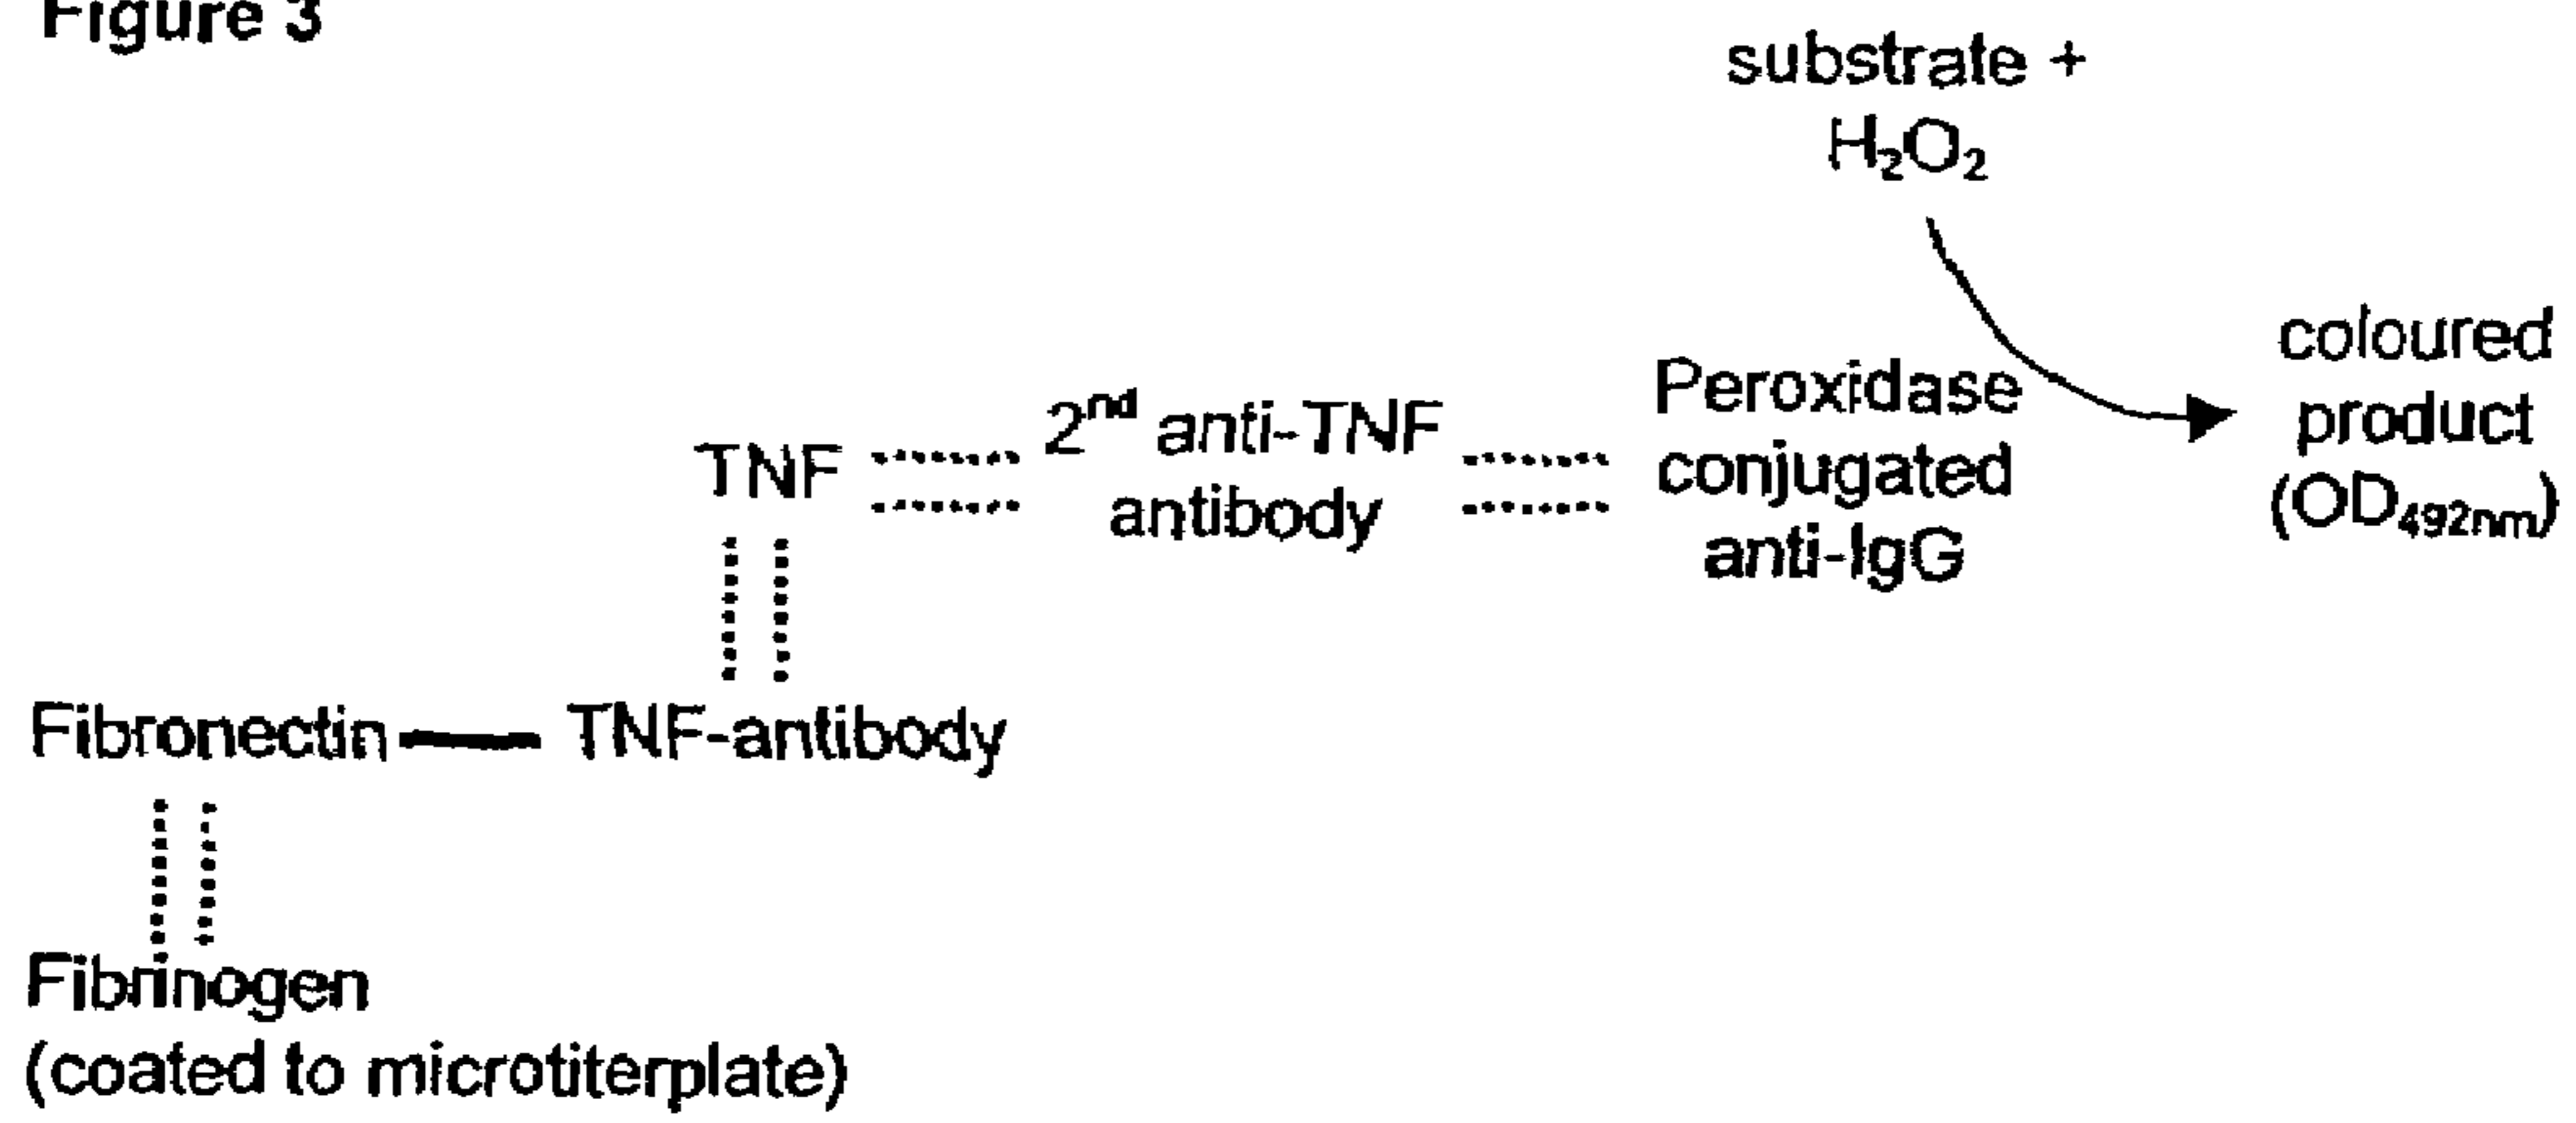 Figure 3
substrate +
H₂O₂
coloured
product
(OD₄₉₂ₙₘ)
Peroxidase
conjugated
anti-IgG
2ⁿᵈ anti-TNF
antibody
TNF
Fibronectin
TNF-antibody
Fibrinogen
(coated to microtiterplate)